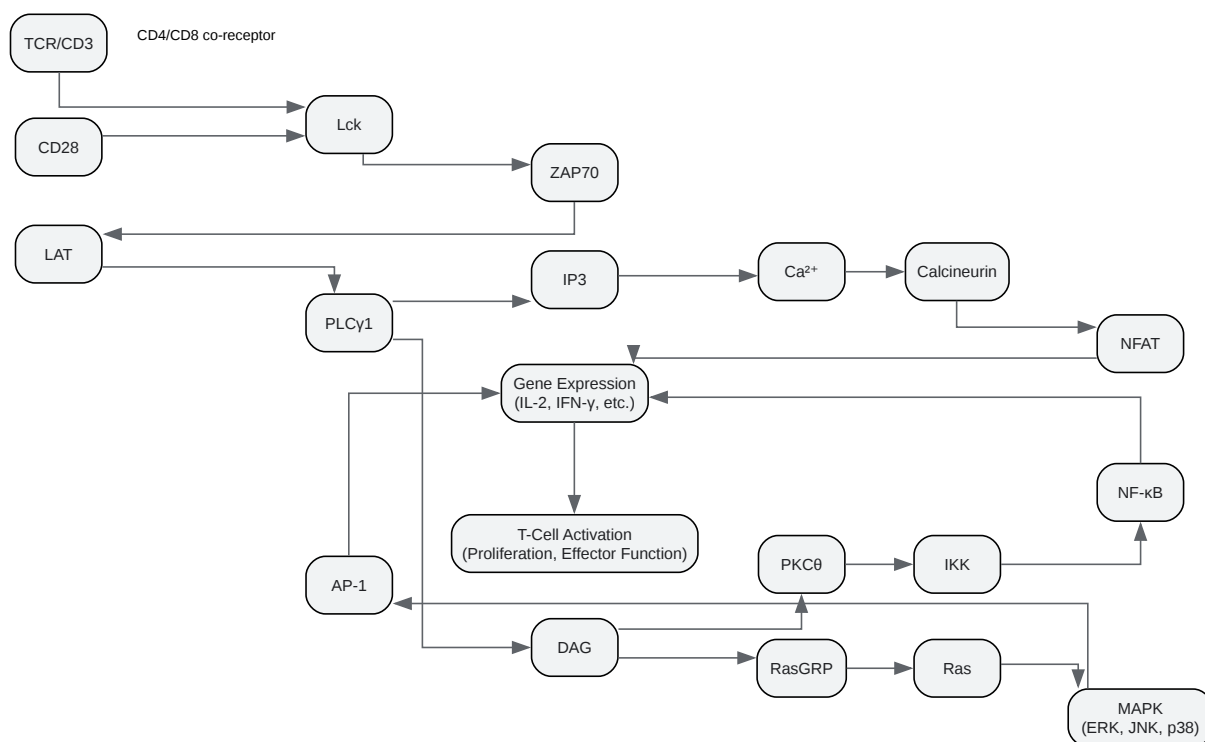 TCR/CD3
CD4/CD8 co-receptor
Lck
CD28
ZAP70
LAT
IP3
Ca²⁺
Calcineurin
PLCγ1
NFAT
Gene Expression
(IL-2, IFN-γ, etc.)
NF-κB
T-Cell Activation
(Proliferation, Effector Function)
PKCθ
IKK
AP-1
DAG
RasGRP
Ras
MAPK
(ERK, JNK, p38)